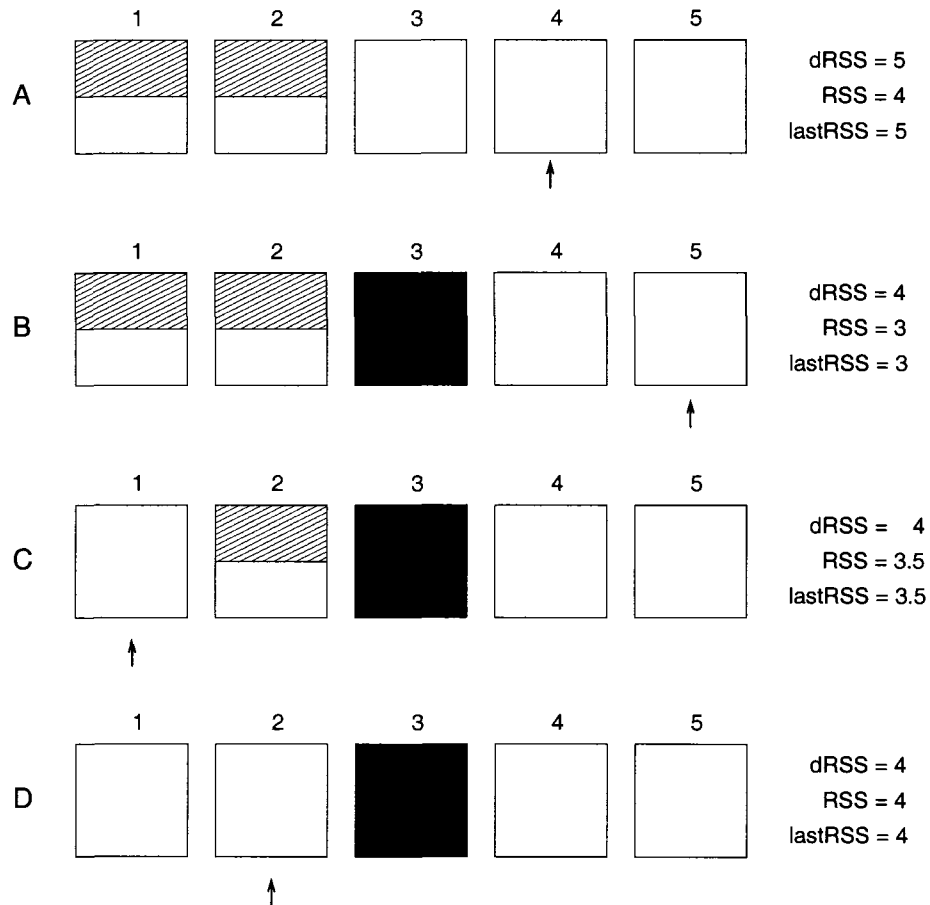 1 2 3 4 5
A
dRSS = 5
RSS = 4
lastRSS = 5
1 2 3 4 5
B
dRSS = 4
RSS = 3
lastRSS = 3
1 2 3 4 5
C
dRSS = 4
RSS = 3.5
lastRSS = 3.5
1 2 3 4 5
D
dRSS = 4
RSS = 4
lastRSS = 4